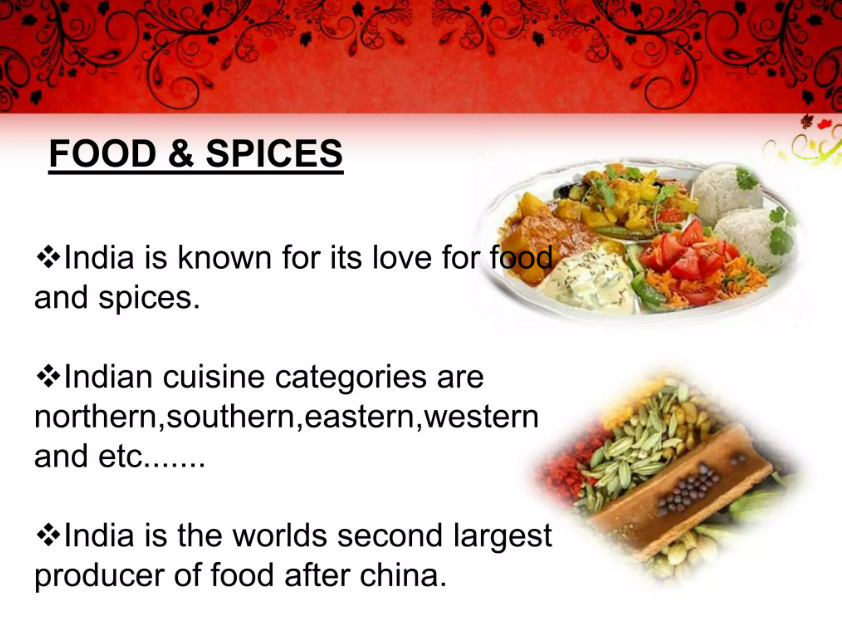 FOOD & SPICES
❖India is known for its love for food
and spices.
❖Indian cuisine categories are
northern,southern,eastern,western
and etc.......
❖India is the worlds second largest
producer of food after china.